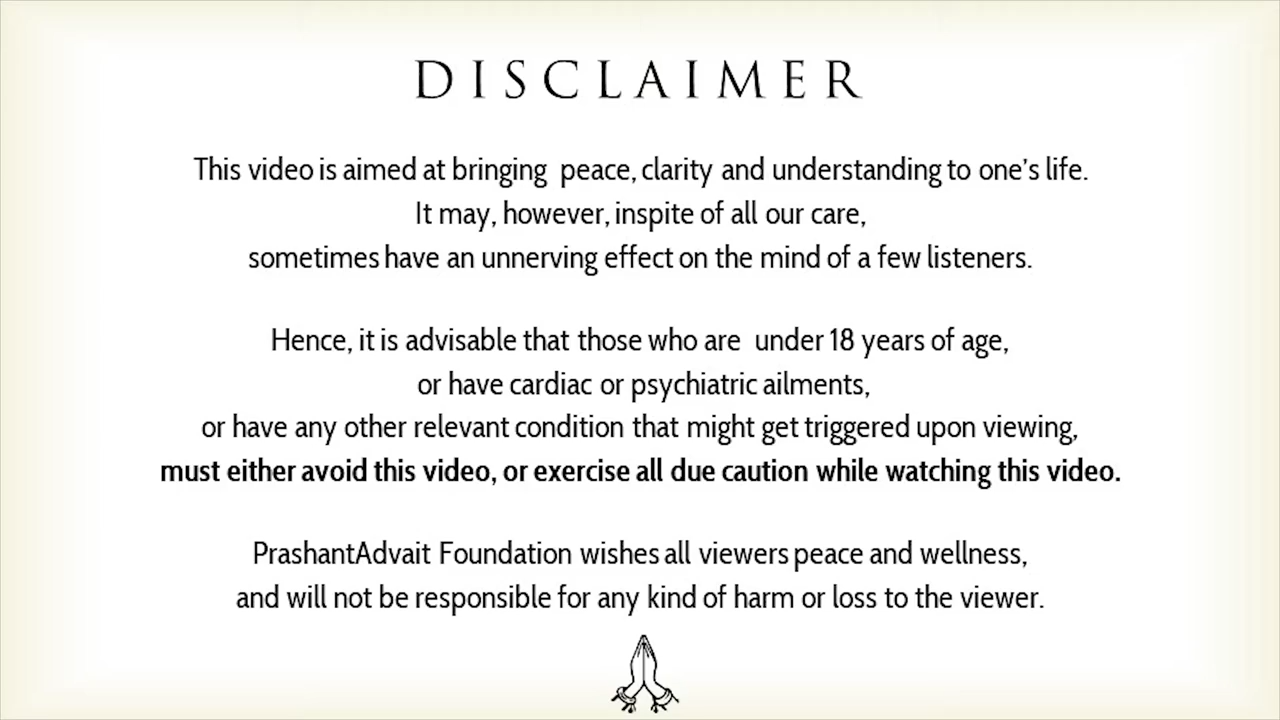 DISCLAIMER
This video is aimed at bringing peace, clarity and understanding to one's life.
It may, however, inspite of all our care,
sometimes have an unnerving effect on the mind of a few listeners.
Hence, it is advisable that those who are under 18 years of age,
or have cardiac or psychiatric ailments,
or have any other relevant condition that might get triggered upon viewing,
must either avoid this video, or exercise all due caution while watching this video.
PrashantAdvait Foundation wishes all viewers peace and wellness,
and will not be responsible for any kind of harm or loss to the viewer.